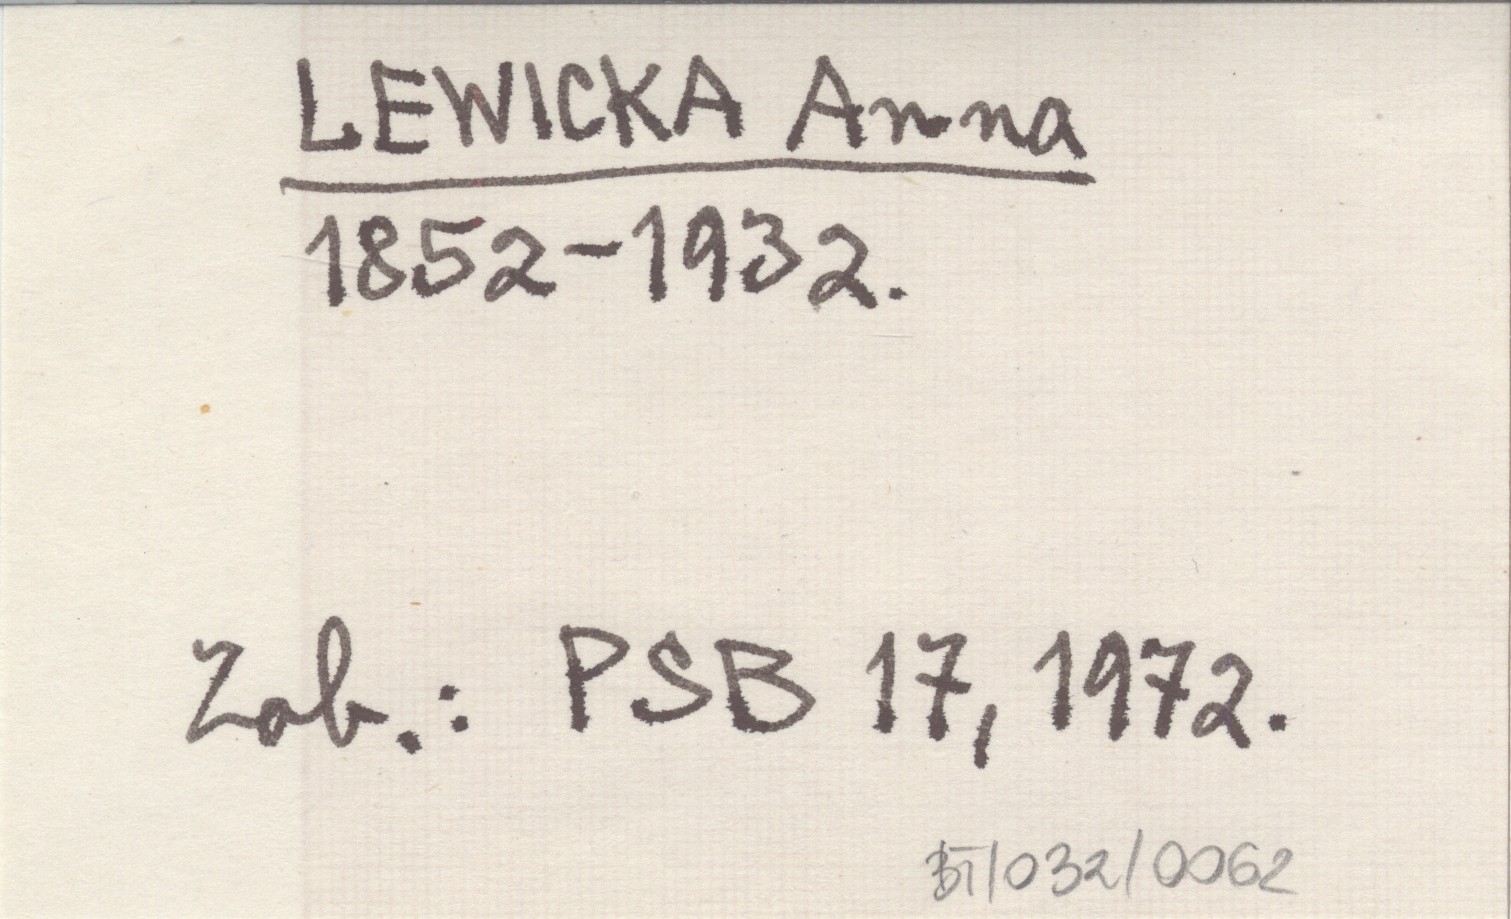 LEWICKA Anna
1852-1932.
Zob.: PSB 17, 1972.
BT/032/0062